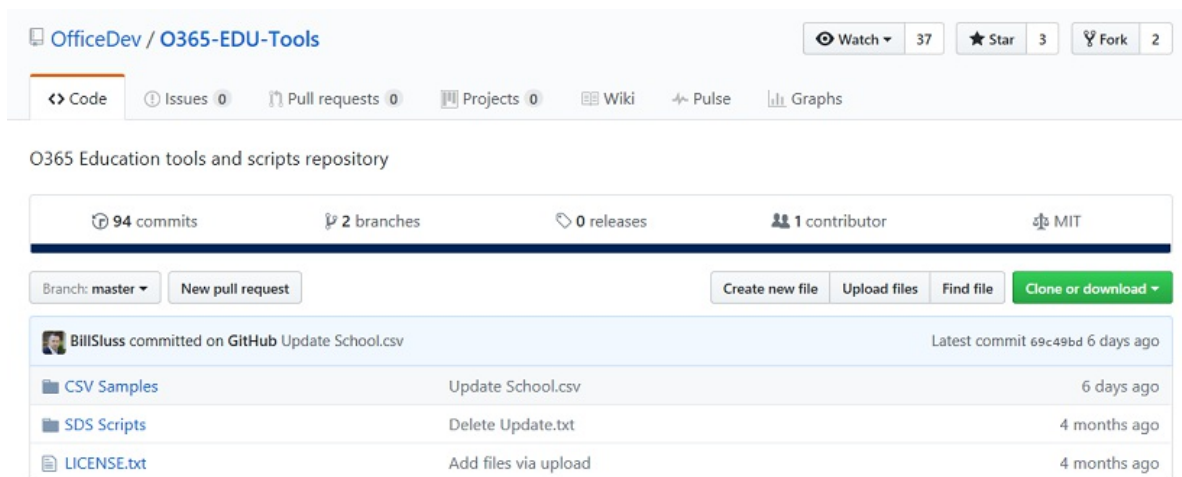 OfficeDev / O365-EDU-Tools
Watch 37 Star 3 Fork 2
<> Code Issues 0 Pull requests 0 Projects 0 Wiki Pulse Graphs
O365 Education tools and scripts repository
94 commits 2 branches 0 releases 1 contributor MIT
Branch: master New pull request Create new file Upload files Find file Clone or download
BillSluss committed on GitHub Update School.csv Latest commit 69c49bd 6 days ago
CSV Samples Update School.csv 6 days ago
SDS Scripts Delete Update.txt 4 months ago
LICENSE.txt Add files via upload 4 months ago